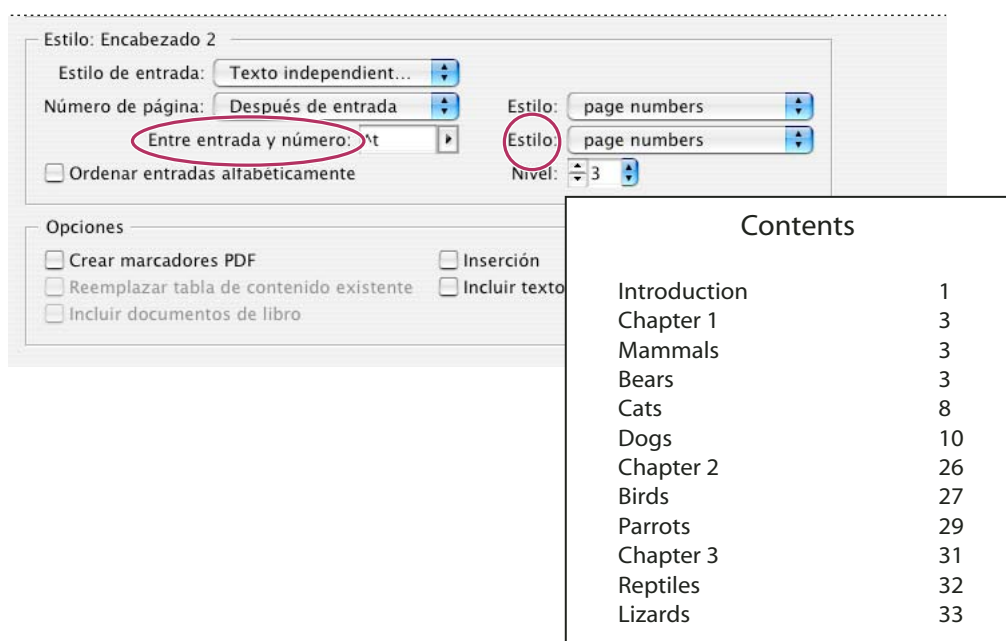 Estilo: Encabezado 2
Estilo de entrada: Texto independient...
Número de página: Después de entrada Estilo: page numbers
Entre entrada y número: ^t Estilo: page numbers
Ordenar entradas alfabéticamente Nivel: 3
Opciones
Crear marcadores PDF Inserción
Reemplazar tabla de contenido existente Incluir texto
Incluir documentos de libro
Contents
Introduction 1
Chapter 1 3
Mammals 3
Bears 3
Cats 8
Dogs 10
Chapter 2 26
Birds 27
Parrots 29
Chapter 3 31
Reptiles 32
Lizards 33